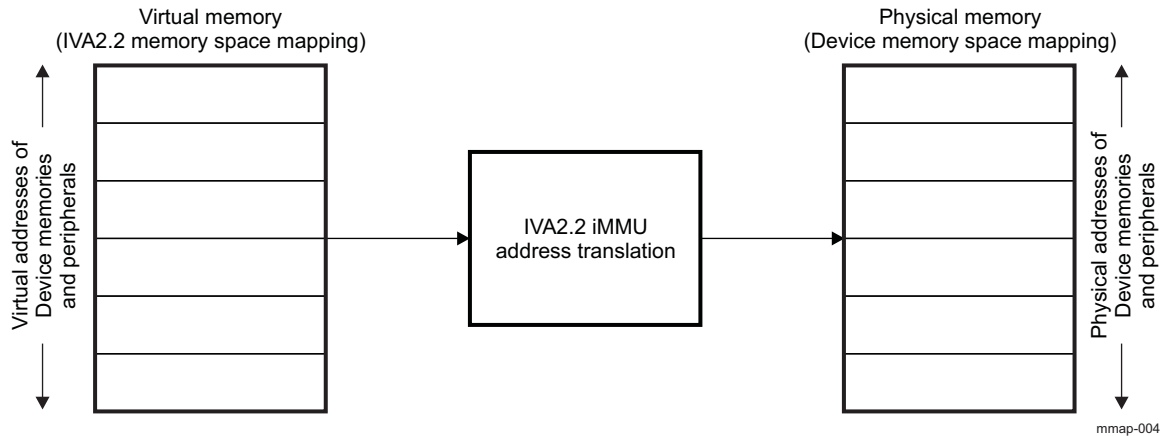 Virtual memory
(IVA2.2 memory space mapping)
Physical memory
(Device memory space mapping)
Virtual addresses of
Device memories
and peripherals
IVA2.2 iMMU
address translation
Physical addresses of
Device memories
and peripherals
mmap-004